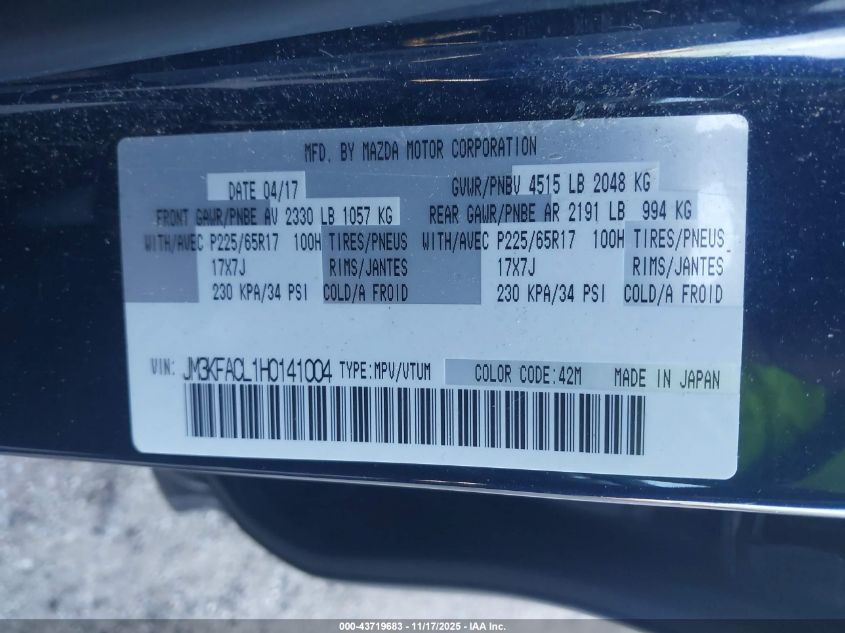 MFD. BY MAZDA MOTOR CORPORATION
DATE 04/17 GVWR/PNBV 4515 LB 2048 KG
FRONT GAWR/PNBE AV 2330 LB 1057 KG REAR GAWR/PNBE AR 2191 LB 994 KG
WITH/AVEC P225/65R17 100H TIRES/PNEUS WITH/AVEC P225/65R17 100H TIRES/PNEUS
17X7J RIMS/JANTES 17X7J RIMS/JANTES
230 KPA/34 PSI COLD/A FROID 230 KPA/34 PSI COLD/A FROID
VIN: JM3KFACL1H0141004 TYPE:MPV/VTUM COLOR CODE:42M MADE IN JAPAN
000-43719683 - 11/17/2025 - IAA Inc.